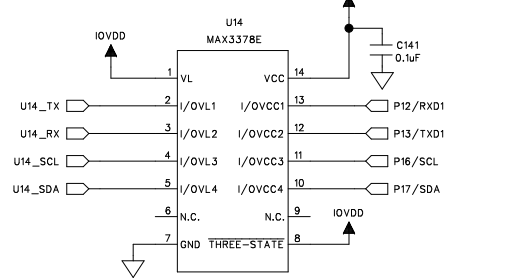 U14
MAX3378E
IOVDD
C141
0.1uF
1 VL VCC 14
U14_TX 2 I/OVL1 I/OVCC1 13 P12/RXD1
U14_RX 3 I/OVL2 I/OVCC2 12 P13/TXD1
U14_SCL 4 I/OVL3 I/OVCC3 11 P16/SCL
U14_SDA 5 I/OVL4 I/OVCC4 10 P17/SDA
6 N.C. N.C. 9
IOVDD
7 GND THREE-STATE 8